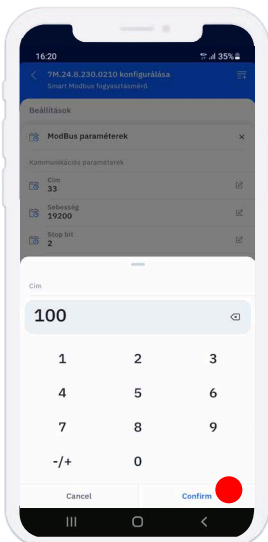 16:20 35%
7M.24.8.230.0210 konfigurálása
Smart Modbus fogyasztásmérő
Beállítások
ModBus paraméterek
Kammunikációs paraméterek
Cím
33
Sebesség
19200
Stop bit
2
Cím
100
1 2 3
4 5 6
7 8 9
-/+ 0
Cancel Confirm